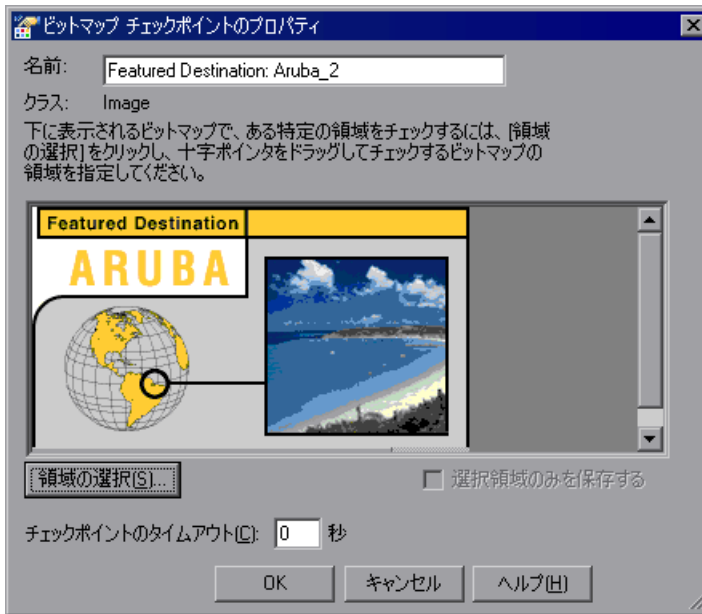 ビットマップ チェックポイントのプロパティ
名前: Featured Destination: Aruba_2
クラス: Image
下に表示されるビットマップで、ある特定の領域をチェックするには、[領域
の選択]をクリックし、十字ポインタをドラッグしてチェックするビットマップの
領域を指定してください。
Featured Destination
ARUBA
領域の選択(S)...
選択領域のみを保存する
チェックポイントのタイムアウト(C): 0 秒
OK キャンセル ヘルプ(H)